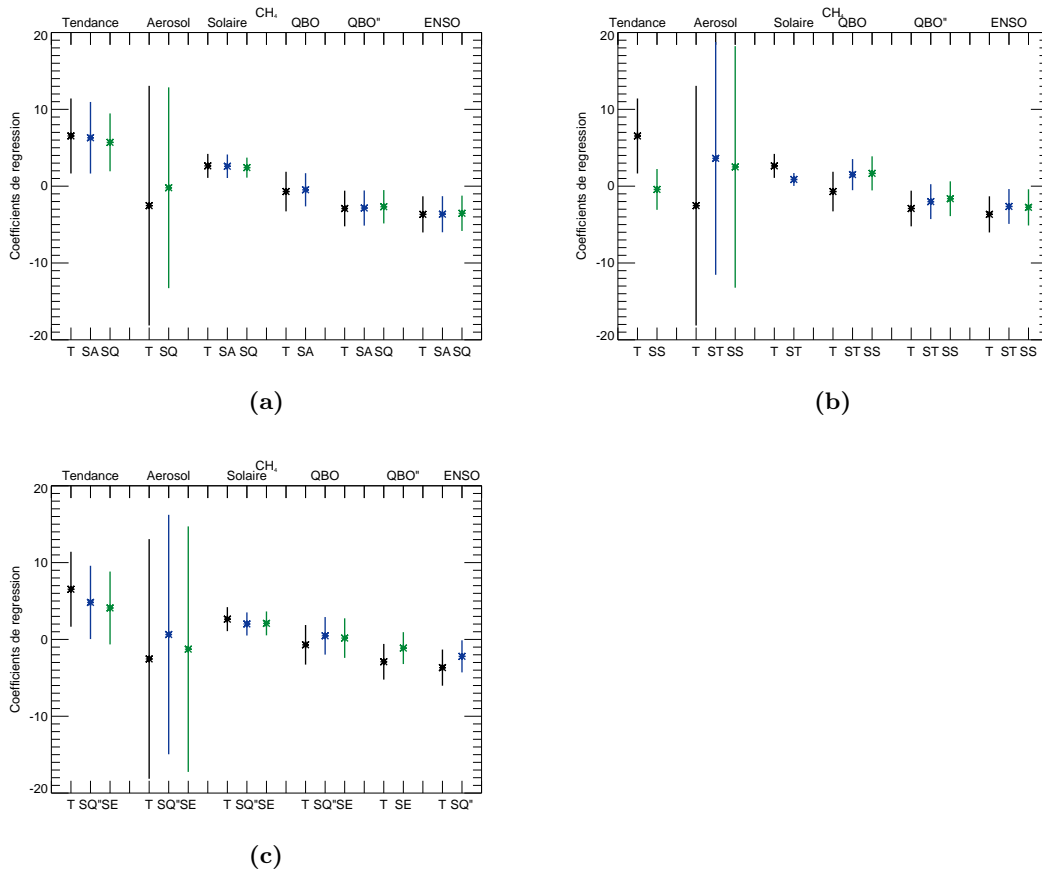 CH₄
Tendance Aerosol Solaire QBO QBO" ENSO
20
10
0
-10
-20
Coefficients de regression
T SA SQ T SQ T SA SQ T SA T SA SQ T SA SQ
(a)
CH₄
Tendance Aerosol Solaire QBO QBO" ENSO
20
10
0
-10
-20
Coefficients de regression
T SS T ST SS T ST T ST SS T ST SS T ST SS
(b)
CH₄
Tendance Aerosol Solaire QBO QBO" ENSO
20
10
0
-10
-20
Coefficients de regression
T SQ" SE T SQ" SE T SQ" SE T SQ" SE T SE T SQ"
(c)